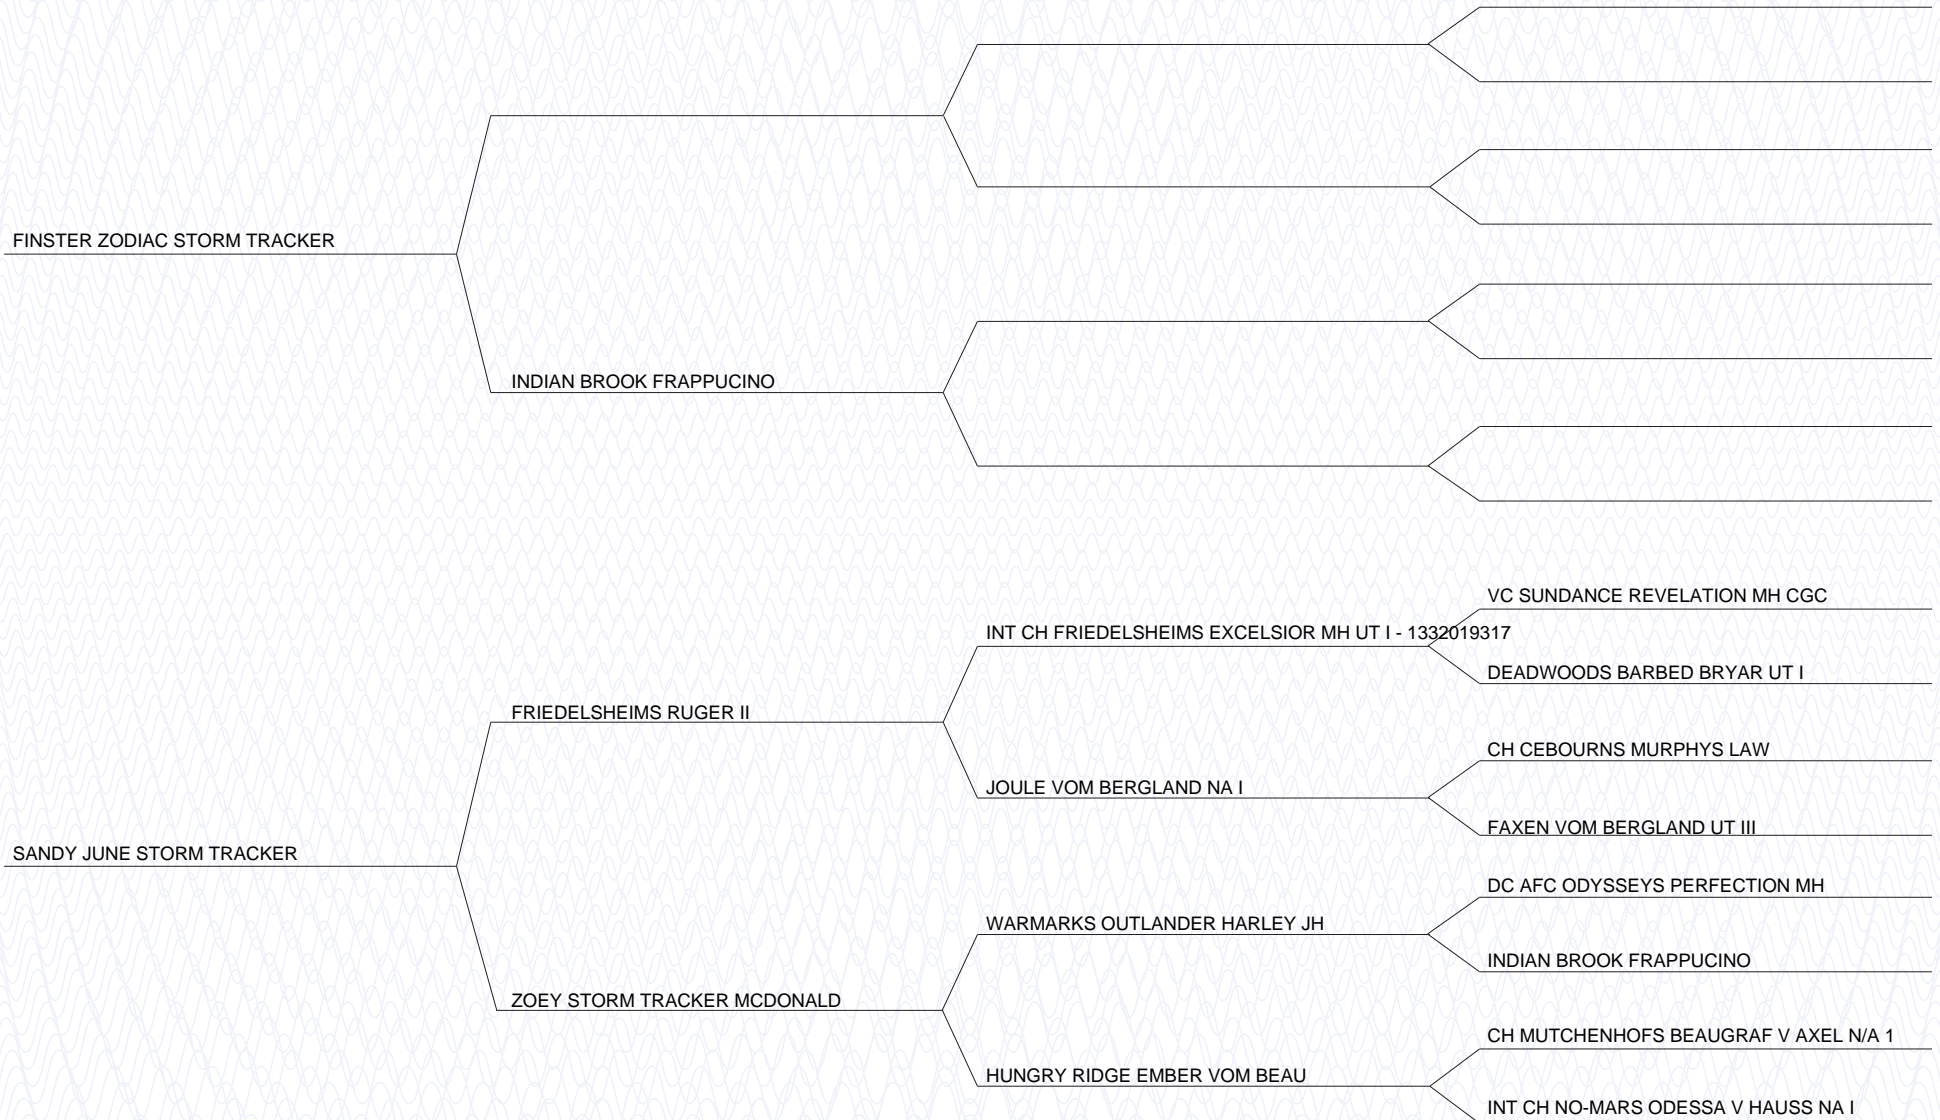 FINSTER ZODIAC STORM TRACKER
INDIAN BROOK FRAPPUCINO
VC SUNDANCE REVELATION MH CGC
INT CH FRIEDELSHEIMS EXCELSIOR MH UT I - 1332019317
DEADWOODS BARBED BRYAR UT I
FRIEDELSHEIMS RUGER II
CH CEBOURNS MURPHYS LAW
JOULE VOM BERGLAND NA I
FAXEN VOM BERGLAND UT III
SANDY JUNE STORM TRACKER
DC AFC ODYSSEYS PERFECTION MH
WARMARKS OUTLANDER HARLEY JH
INDIAN BROOK FRAPPUCINO
ZOEY STORM TRACKER MCDONALD
CH MUTCHENHOFS BEAUGRAF V AXEL N/A 1
HUNGRY RIDGE EMBER VOM BEAU
INT CH NO-MARS ODESSA V HAUSS NA I